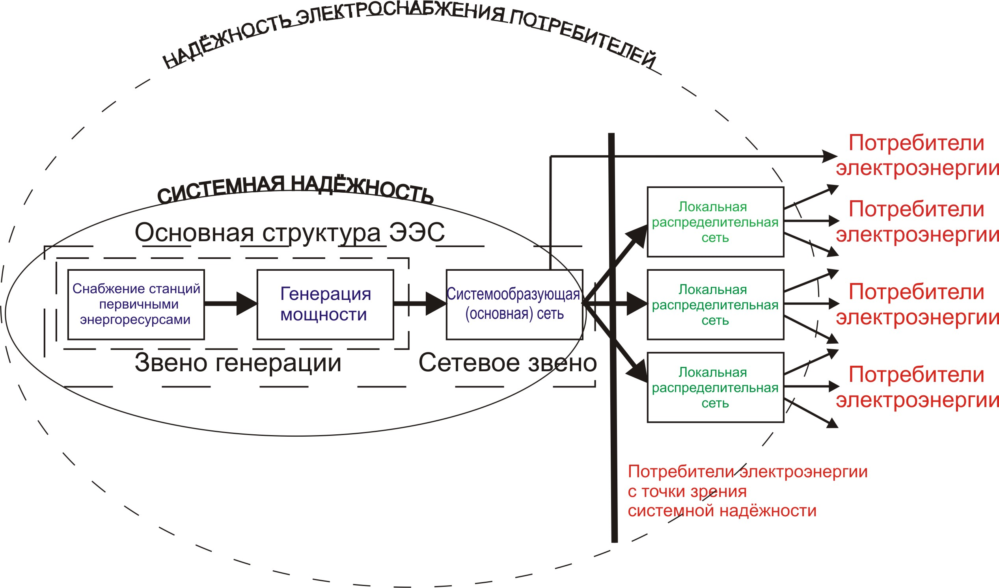 НАДЁЖНОСТЬ ЭЛЕКТРОСНАБЖЕНИЯ ПОТРЕБИТЕЛЕЙ
СИСТЕМНАЯ НАДЁЖНОСТЬ
Основная структура ЭЭС
Снабжение станций
первичными
энергоресурсами
Генерация
мощности
Системообразующая
(основная) сеть
Звено генерации
Сетевое звено
Локальная
распределительная
сеть
Локальная
распределительная
сеть
Локальная
распределительная
сеть
Потребители
электроэнергии
Потребители
электроэнергии
Потребители
электроэнергии
Потребители
электроэнергии
Потребители электроэнергии
с точки зрения
системной надёжности